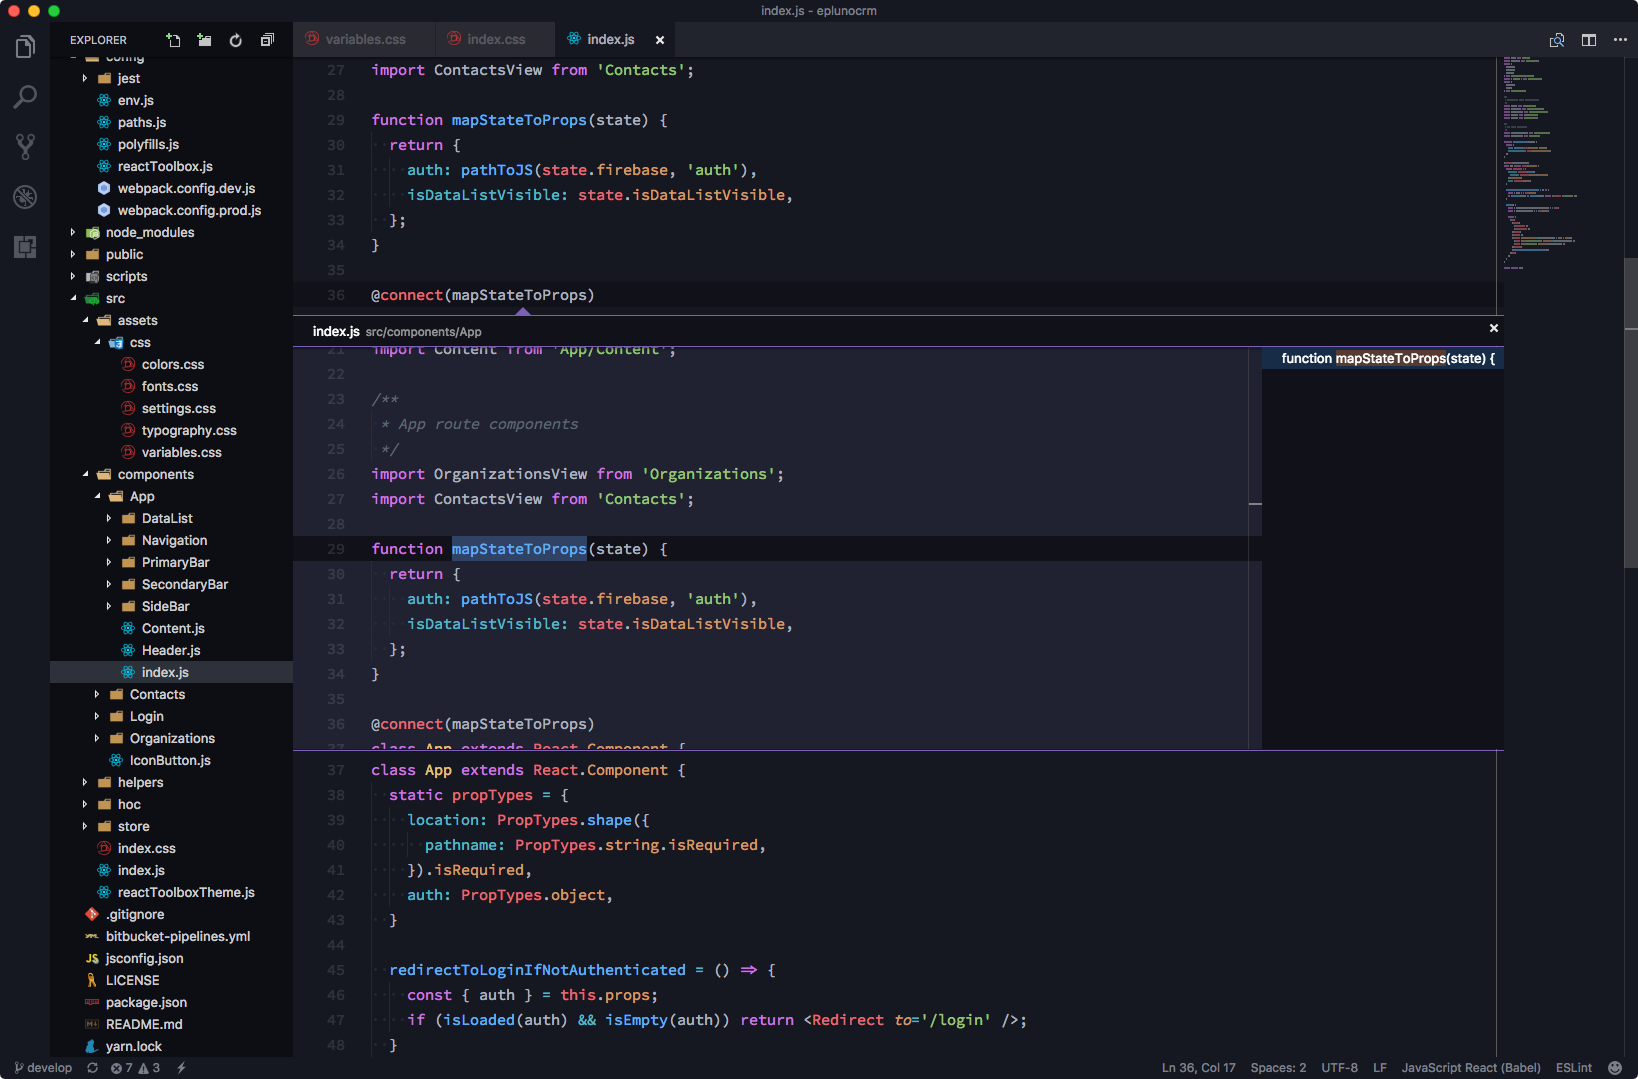 index.js - eplunocrm
EXPLORER
variables.css
index.css
index.js
config
jest
env.js
paths.js
polyfills.js
reactToolbox.js
webpack.config.dev.js
webpack.config.prod.js
node_modules
public
scripts
src
assets
css
colors.css
fonts.css
settings.css
typography.css
variables.css
components
App
DataList
Navigation
PrimaryBar
SecondaryBar
SideBar
Content.js
Header.js
index.js
Contacts
Login
Organizations
IconButton.js
helpers
hoc
store
index.css
index.js
reactToolboxTheme.js
.gitignore
bitbucket-pipelines.yml
JS jsconfig.json
LICENSE
package.json
README.md
yarn.lock
27 import ContactsView from 'Contacts';
28
29 function mapStateToProps(state) {
30 return {
31 auth: pathToJS(state.firebase, 'auth'),
32 isDataListVisible: state.isDataListVisible,
33 };
34 }
35
36 @connect(mapStateToProps)
index.js src/components/App
21 import Content from 'App/Content';
22
23 /**
24 * App route components
25 */
26 import OrganizationsView from 'Organizations';
27 import ContactsView from 'Contacts';
28
29 function mapStateToProps(state) {
30 return {
31 auth: pathToJS(state.firebase, 'auth'),
32 isDataListVisible: state.isDataListVisible,
33 };
34 }
35
36 @connect(mapStateToProps)
37 class App extends React.Component {
function mapStateToProps(state) {
37 class App extends React.Component {
38 static propTypes = {
39 location: PropTypes.shape({
40 pathname: PropTypes.string.isRequired,
41 }).isRequired,
42 auth: PropTypes.object,
43 }
44
45 redirectToLoginIfNotAuthenticated = () => {
46 const { auth } = this.props;
47 if (isLoaded(auth) && isEmpty(auth)) return <Redirect to='/login' />;
48 }
develop 7 3 Ln 36, Col 17 Spaces: 2 UTF-8 LF JavaScript React (Babel) ESLint